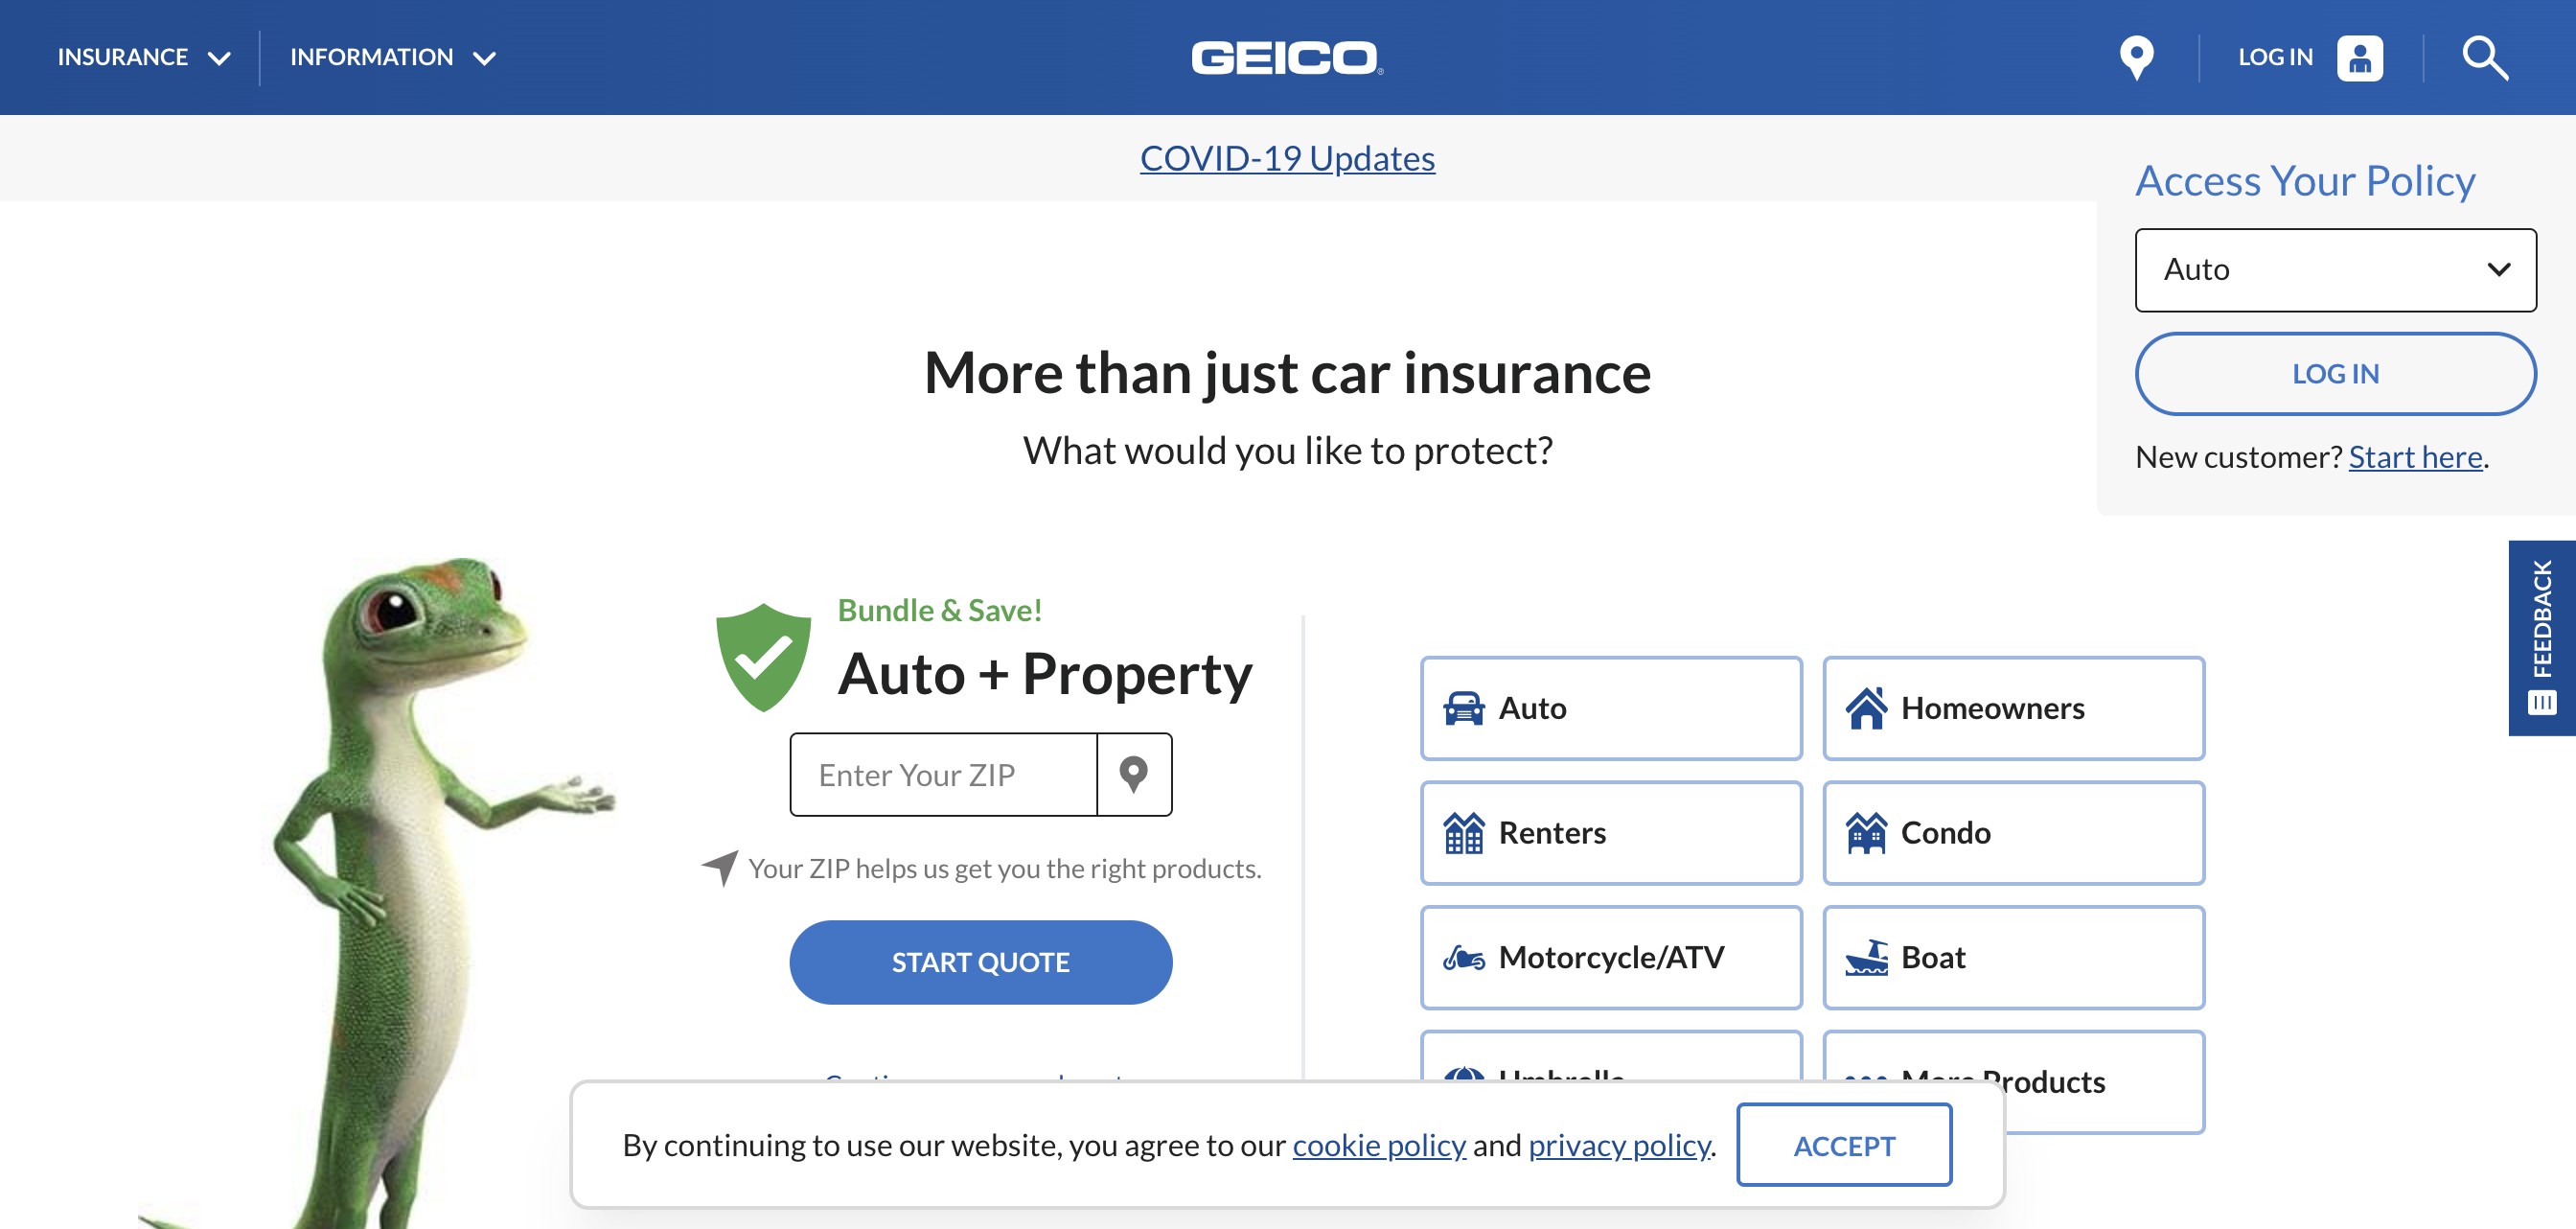 INSURANCE
INFORMATION
GEICO
LOG IN
COVID-19 Updates
Access Your Policy
Auto
LOG IN
New customer? Start here.
More than just car insurance
What would you like to protect?
FEEDBACK
Bundle & Save!
Auto + Property
Enter Your ZIP
Your ZIP helps us get you the right products.
START QUOTE
Auto
Homeowners
Renters
Condo
Motorcycle/ATV
Boat
Umbrella
More Products
By continuing to use our website, you agree to our cookie policy and privacy policy.
ACCEPT